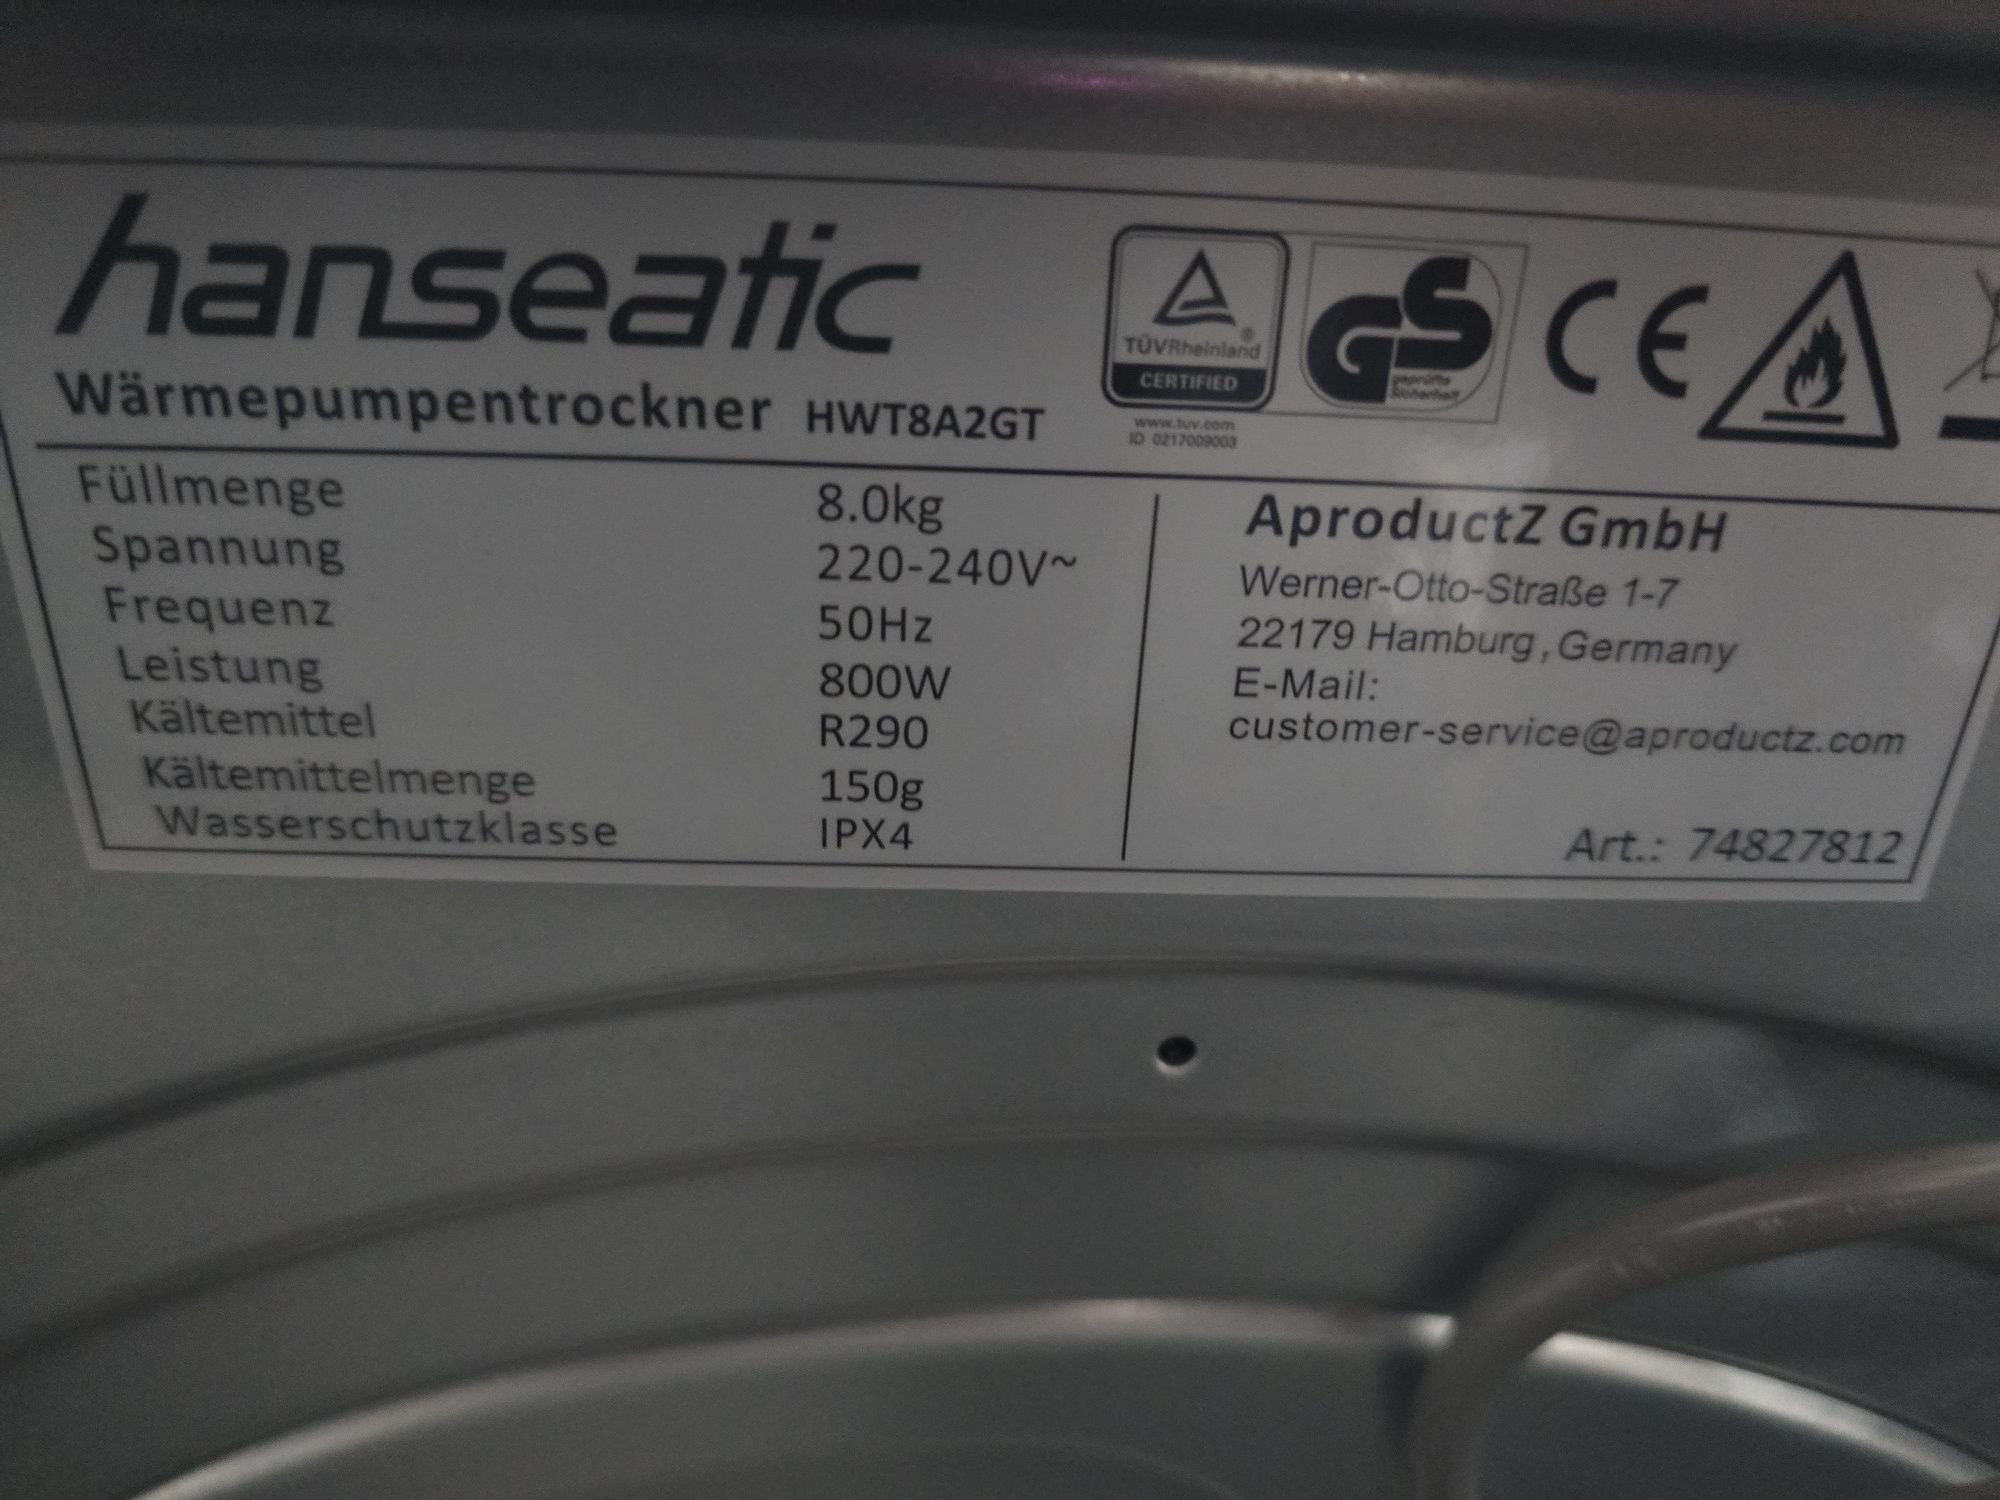 hanseatic
Wärmepumpentrockner HWT8A2GT
TÜVRheinland ®
CERTIFIED
www.tuv.com
ID 0217009003
GS
geprüfte
Sicherheit
CE
Füllmenge 8.0kg
Spannung 220-240V~
Frequenz 50Hz
Leistung 800W
Kältemittel R290
Kältemittelmenge 150g
Wasserschutzklasse IPX4
AproductZ GmbH
Werner-Otto-Straße 1-7
22179 Hamburg, Germany
E-Mail:
customer-service@aproductz.com
Art.: 74827812